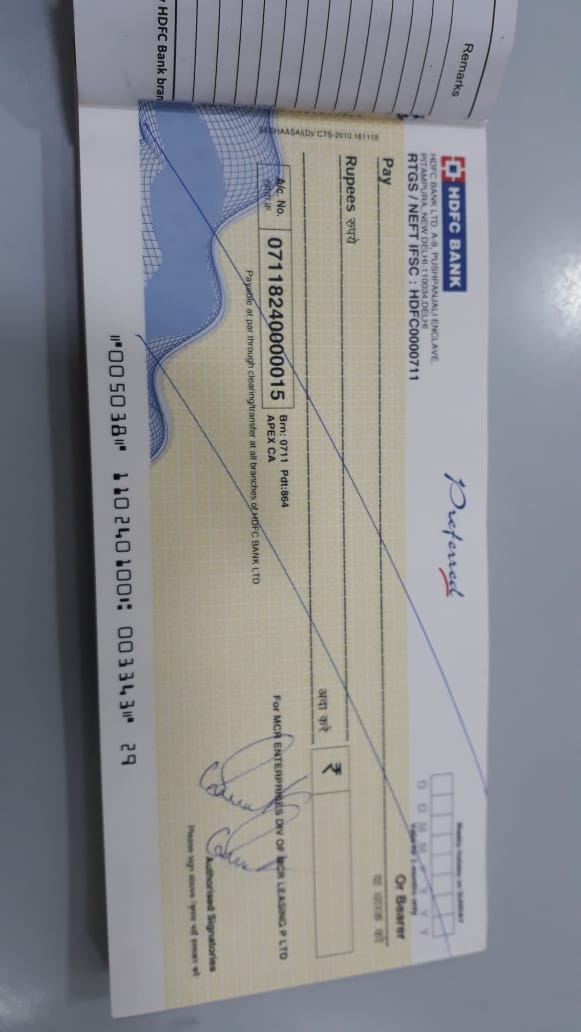 Remarks
HDFC Bank bran
HDFC BANK
Preferred
HDFC BANK LTD. A-9, PUSHPANJALI ENCLAVE,
PITAMPURA, NEW DELHI-110034, DELHI
RTGS / NEFT IFSC : HDFC0000711
Weekly holiday on SUNDAY
D D M M Y Y Y Y
Valid for 3 months only
Pay
Or Bearer
या धारक को
Rupees रुपये
अदा करें
₹
A/c. No.
07118240000015
Brn: 0711 Pdt:864
APEX CA
For MCR ENTERPRISES DIV OF MCR LEASING P LTD
Payable at par through clearing/transfer at all branches of HDFC BANK LTD
Authorised Signatories
Please sign above
⑈005038⑈ 110240100⑆ 003343⑈ 29